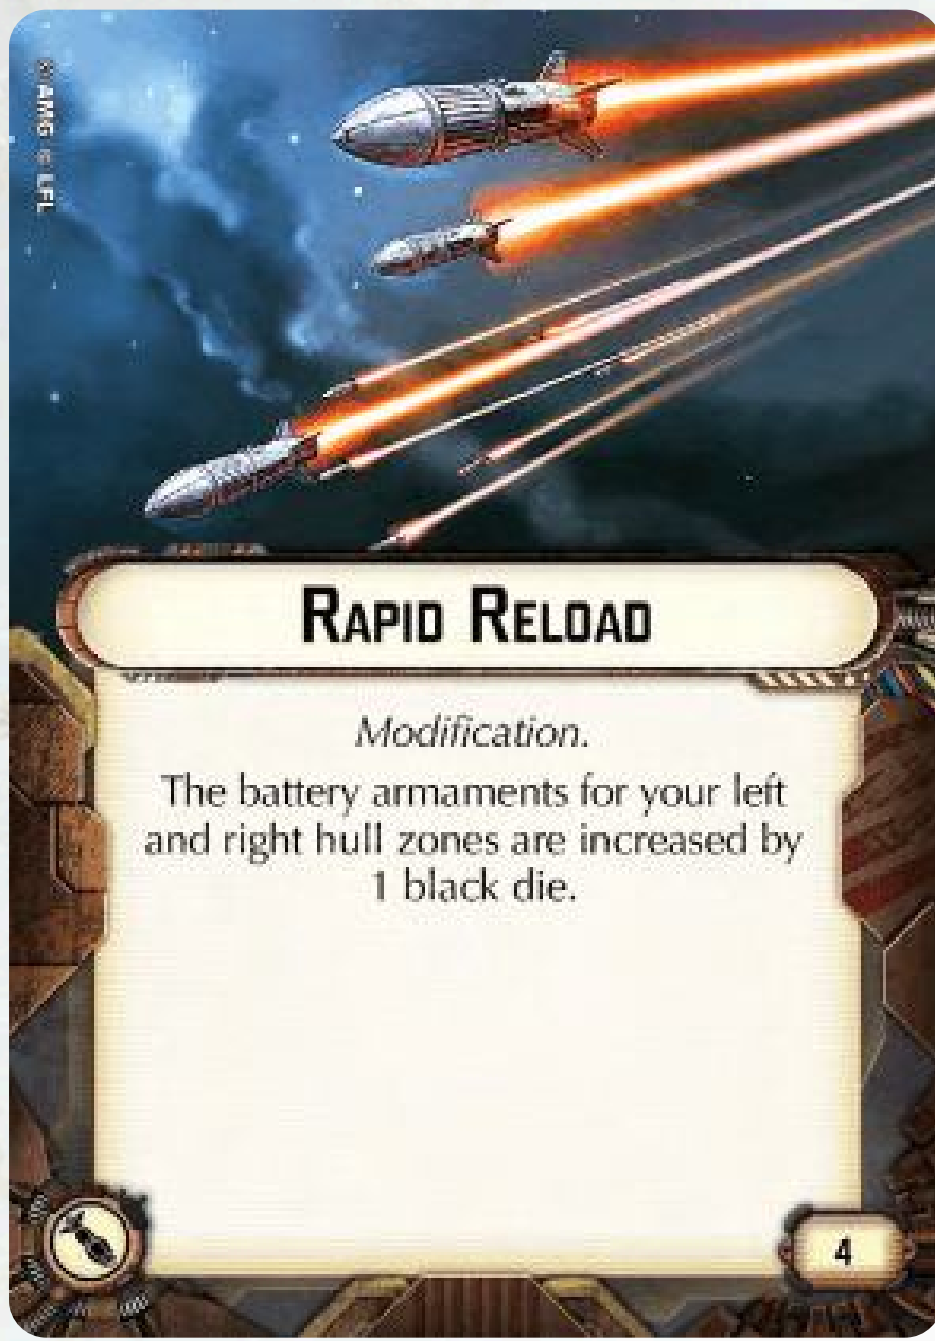 ©AMG © LFL
RAPID RELOAD
Modification.
The battery armaments for your left
and right hull zones are increased by
1 black die.
4